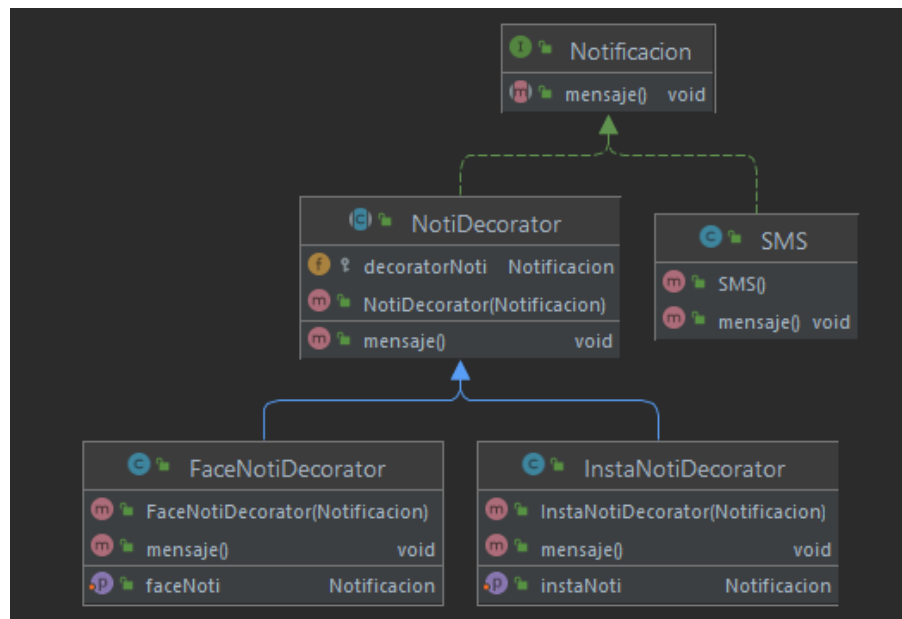 Notificacion
mensaje() void
NotiDecorator
decoratorNoti Notificacion
NotiDecorator(Notificacion)
mensaje() void
SMS
SMS()
mensaje() void
FaceNotiDecorator
FaceNotiDecorator(Notificacion)
mensaje() void
faceNoti Notificacion
InstaNotiDecorator
InstaNotiDecorator(Notificacion)
mensaje() void
instaNoti Notificacion